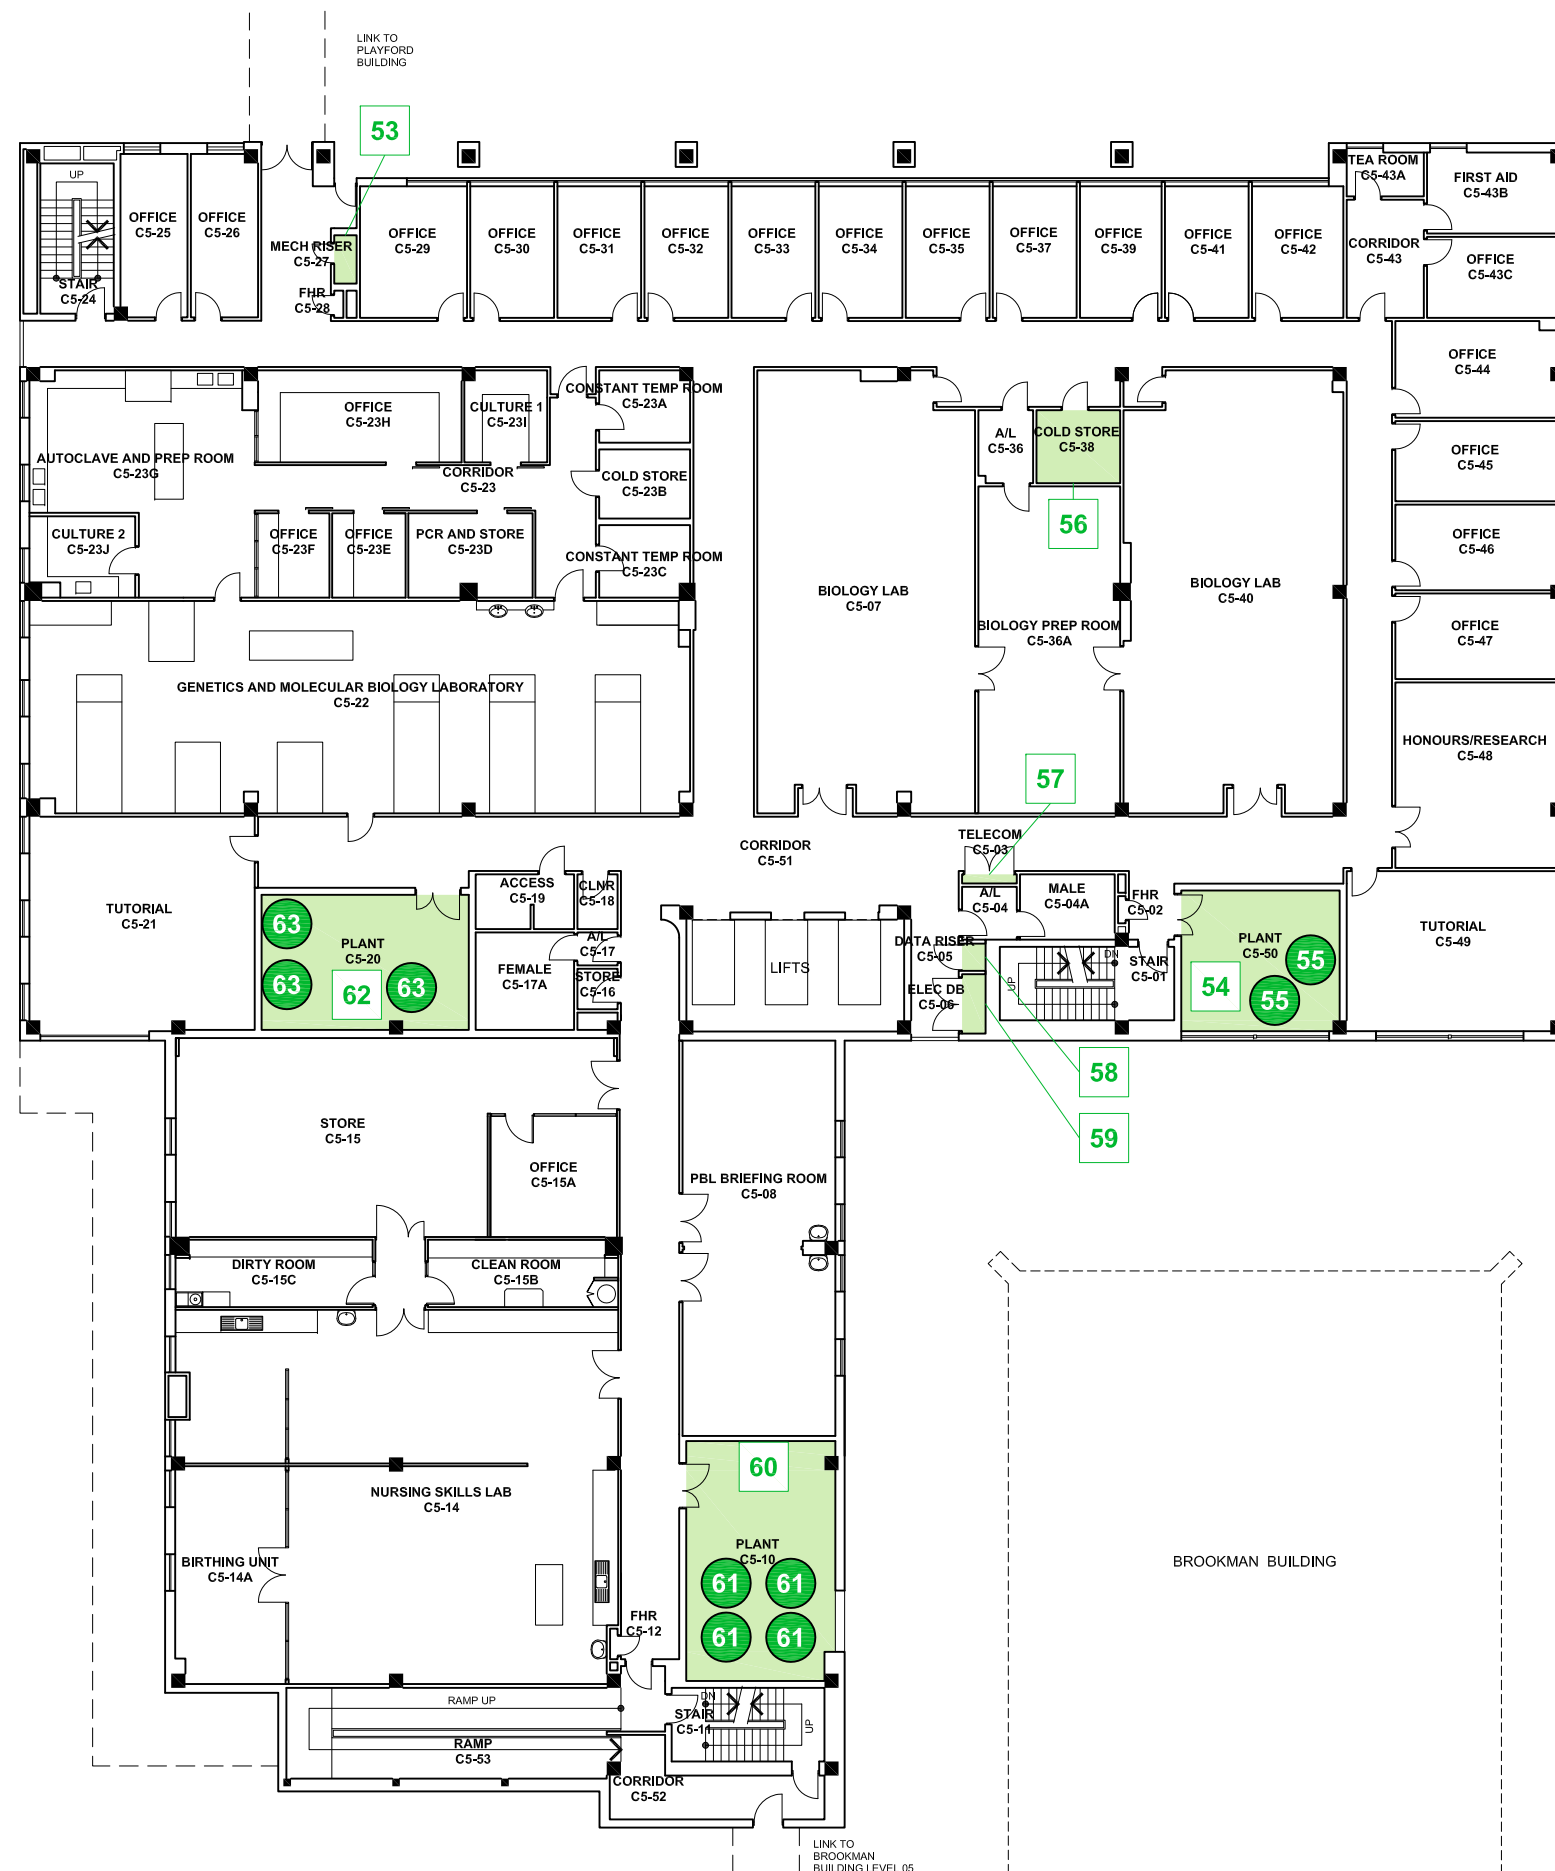 LINK TO
PLAYFORD
BUILDING
53
UP
STAIR
C5-24
OFFICE
C5-25
OFFICE
C5-26
MECH RISER
C5-27
FHR
C5-28
OFFICE
C5-29
OFFICE
C5-30
OFFICE
C5-31
OFFICE
C5-32
OFFICE
C5-33
OFFICE
C5-34
OFFICE
C5-35
OFFICE
C5-37
OFFICE
C5-39
OFFICE
C5-41
OFFICE
C5-42
TEA ROOM
C5-43A
FIRST AID
C5-43B
CORRIDOR
C5-43
OFFICE
C5-43C
OFFICE
C5-44
OFFICE
C5-45
OFFICE
C5-46
OFFICE
C5-47
HONOURS/RESEARCH
C5-48
AUTOCLAVE AND PREP ROOM
C5-23G
OFFICE
C5-23H
CULTURE 1
C5-23I
CONSTANT TEMP ROOM
C5-23A
CORRIDOR
C5-23
COLD STORE
C5-23B
CULTURE 2
C5-23J
OFFICE
C5-23F
OFFICE
C5-23E
PCR AND STORE
C5-23D
CONSTANT TEMP ROOM
C5-23C
A/L
C5-36
COLD STORE
C5-38
56
BIOLOGY LAB
C5-07
BIOLOGY PREP ROOM
C5-36A
BIOLOGY LAB
C5-40
GENETICS AND MOLECULAR BIOLOGY LABORATORY
C5-22
57
CORRIDOR
C5-51
TELECOM
C5-03
TUTORIAL
C5-21
63
63
63
PLANT
C5-20
62
ACCESS
C5-19
CLNR
C5-18
A/L
C5-17
FEMALE
C5-17A
STORE
C5-16
LIFTS
A/L
C5-04
MALE
C5-04A
FHR
C5-02
DATA RISER
C5-05
ELEC DB
C5-06
UP
DN
STAIR
C5-01
PLANT
C5-50
54
55
55
TUTORIAL
C5-49
58
59
STORE
C5-15
OFFICE
C5-15A
PBL BRIEFING ROOM
C5-08
DIRTY ROOM
C5-15C
CLEAN ROOM
C5-15B
NURSING SKILLS LAB
C5-14
BIRTHING UNIT
C5-14A
60
PLANT
C5-10
61
61
61
61
FHR
C5-12
BROOKMAN BUILDING
RAMP UP
RAMP
C5-53
DN
STAIR
C5-11
UP
CORRIDOR
C5-52
LINK TO
BROOKMAN
BUILDING LEVEL 05